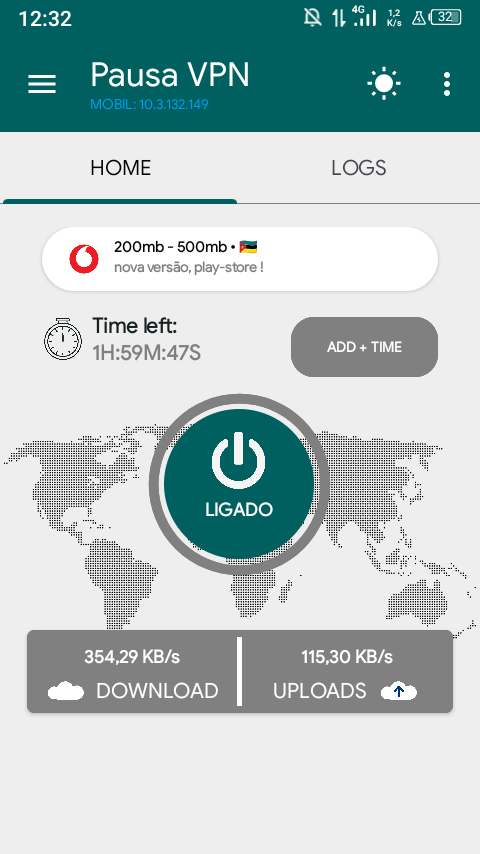 12:32
4G
1,2
K/s
32
Pausa VPN
MOBIL: 10.3.132.149
HOME LOGS
200mb - 500mb • 🇲🇿
nova versão, play-store !
Time left:
1H:59M:47S
ADD + TIME
LIGADO
354,29 KB/s 115,30 KB/s
DOWNLOAD UPLOADS